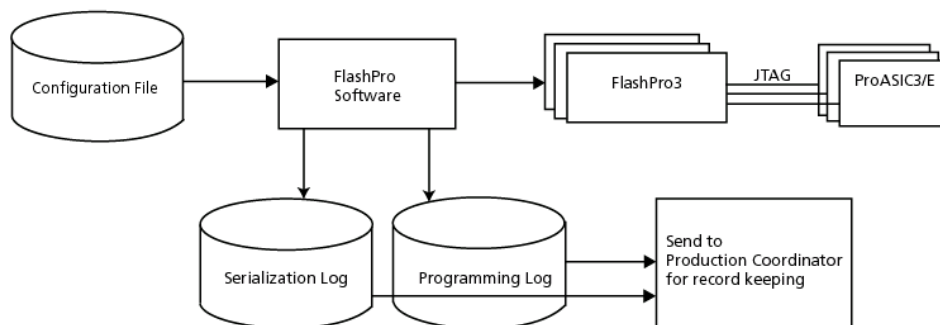 Configuration File
FlashPro
Software
FlashPro3
JTAG
ProASIC3/E
Serialization Log
Programming Log
Send to
Production Coordinator
for record keeping